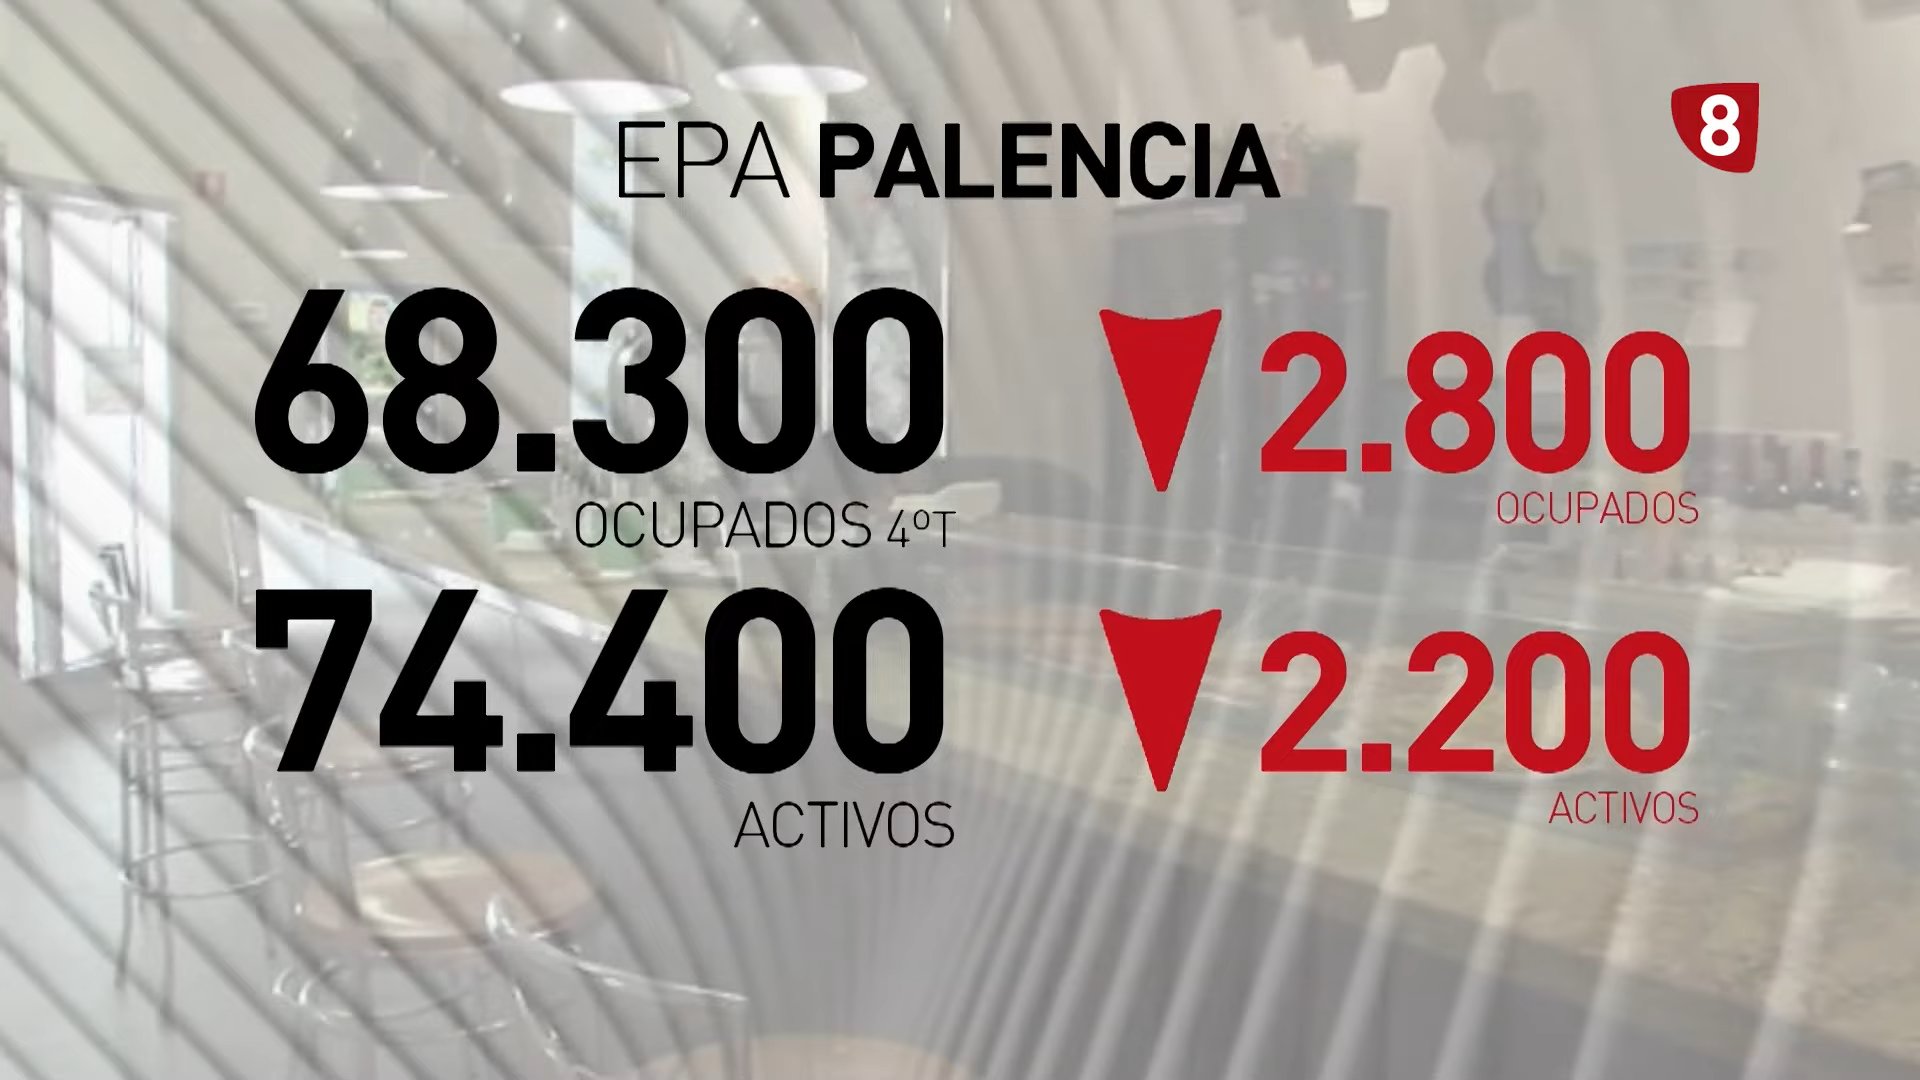 8
EPA PALENCIA
68.300
OCUPADOS 4ºT
2.800
OCUPADOS
74.400
ACTIVOS
2.200
ACTIVOS